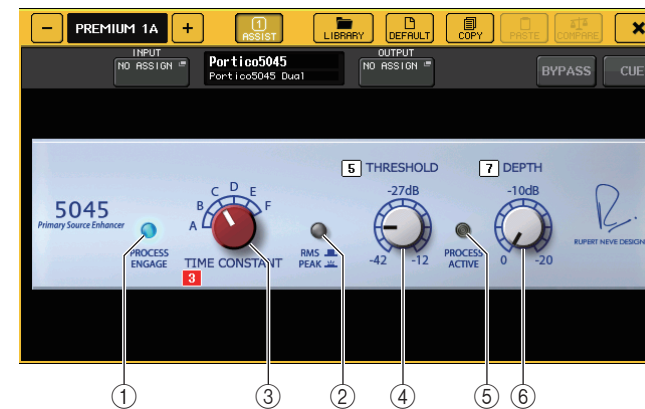 PREMIUM 1A
1
ASSIST
LIBRARY
DEFAULT
COPY
PASTE
COMPARE
INPUT
NO ASSIGN
Portico5045
Portico5045 Dual
OUTPUT
NO ASSIGN
BYPASS
CUE
5 THRESHOLD
7 DEPTH
-27dB
-10dB
A B C D E F
5045
Primary Source Enhancer
PROCESS ENGAGE
TIME CONSTANT
3
RMS
PEAK
-42 -12
PROCESS ACTIVE
0 -20
RUPERT NEVE DESIGN
1 3 2 4 5 6